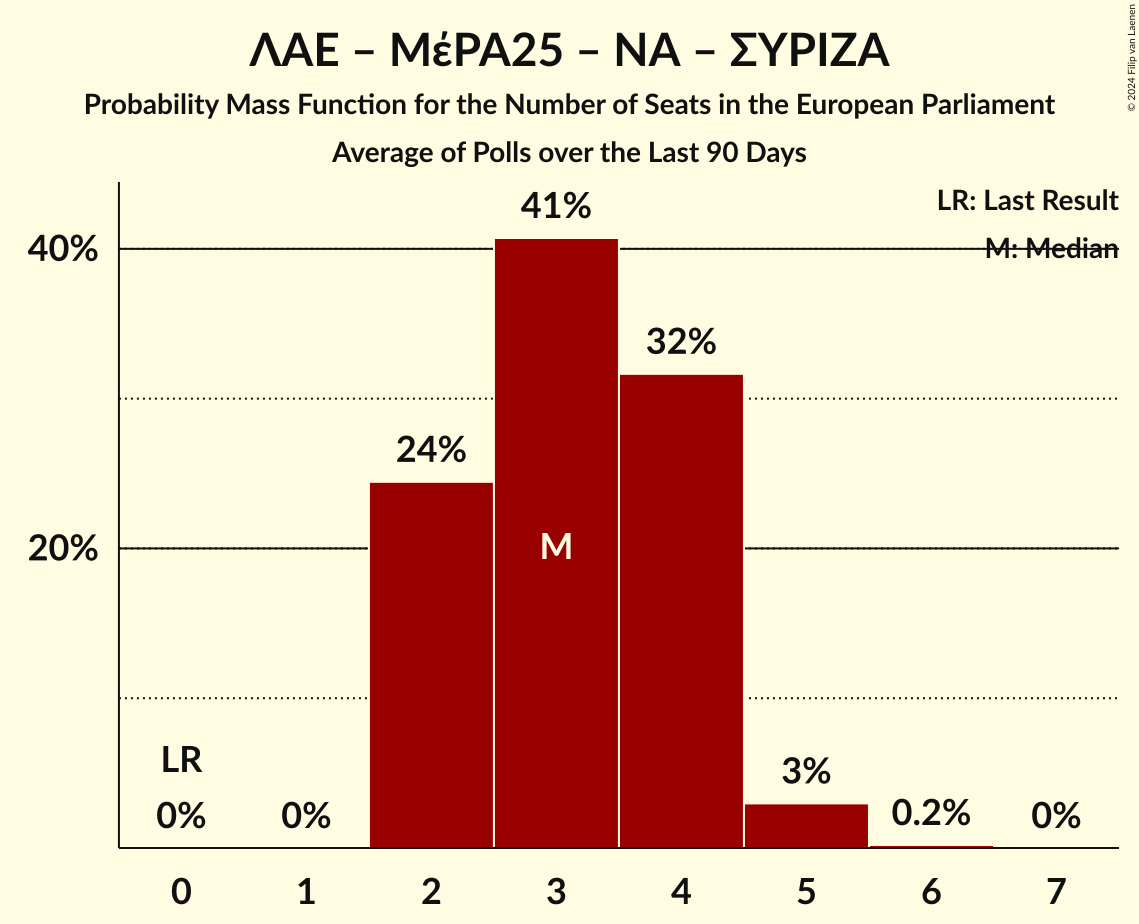 ΛΑΕ – ΜέΡΑ25 – ΝΑ – ΣΥΡΙΖΑ
Probability Mass Function for the Number of Seats in the European Parliament
Average of Polls over the Last 90 Days
© 2024 Filip van Laenen
LR: Last Result
M: Median
41%
40%
32%
24%
M
20%
LR
3%
0% 0% 0.2% 0%
0 1 2 3 4 5 6 7